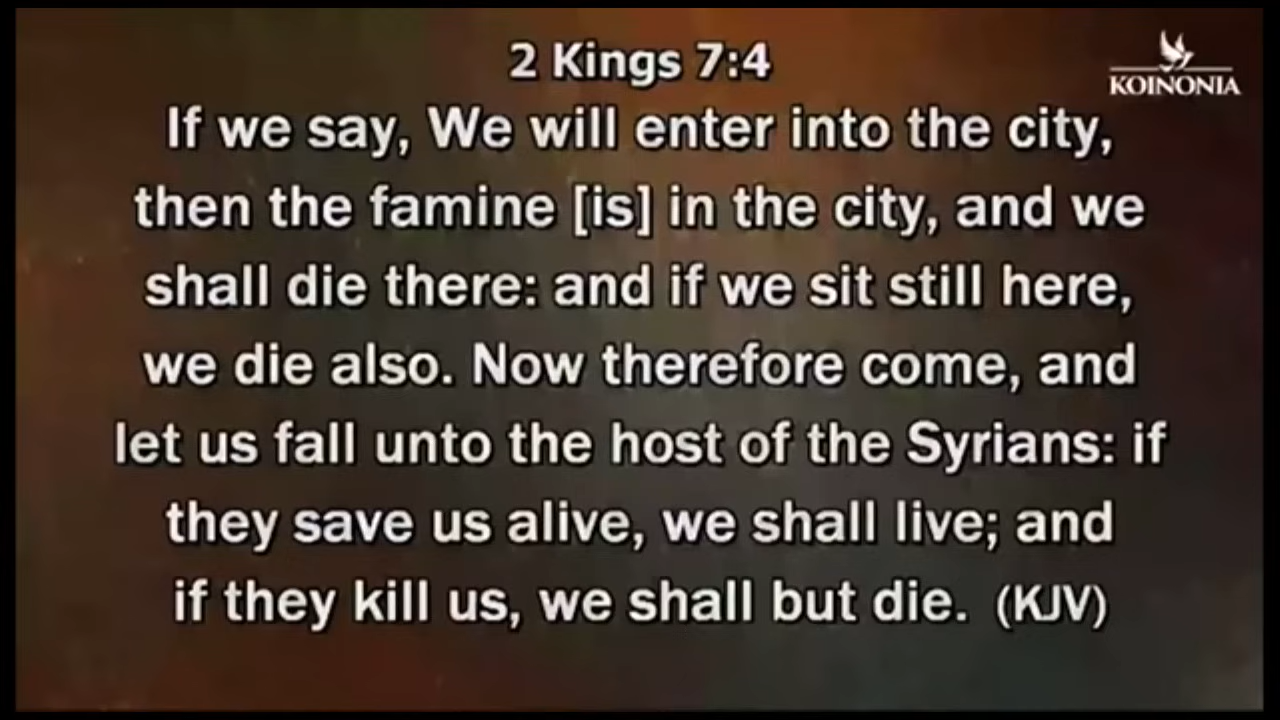 2 Kings 7:4
KOINONIA
If we say, We will enter into the city,
then the famine [is] in the city, and we
shall die there: and if we sit still here,
we die also. Now therefore come, and
let us fall unto the host of the Syrians: if
they save us alive, we shall live; and
if they kill us, we shall but die. (KJV)